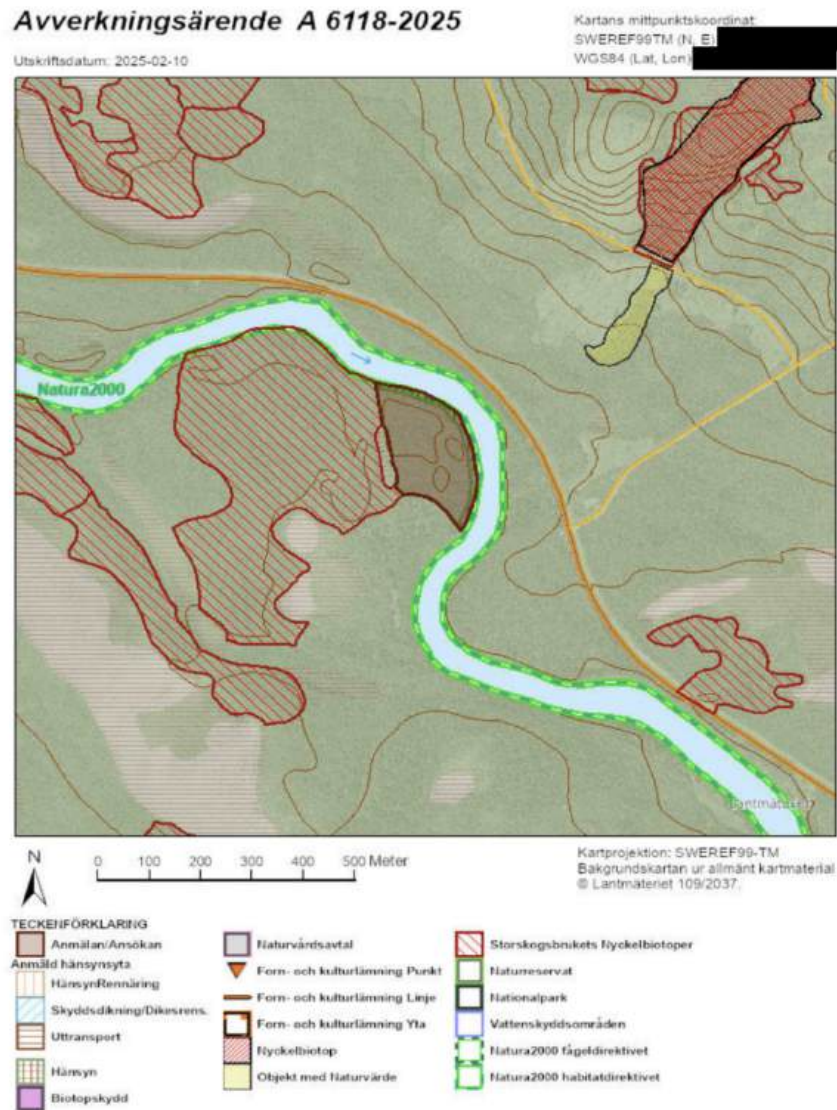 Avverkningsärende A 6118-2025
Kartans mittpunktskoordinat:
SWEREF99TM (N, E)
WGS84 (Lat, Lon)
Utskriftsdatum: 2025-02-10
Natura2000
Lantmäteriet
N
0 100 200 300 400 500 Meter
Kartprojektion: SWEREF99-TM
Bakgrundskartan ur allmänt kartmaterial
© Lantmäteriet 109/2037.
TECKENFÖRKLARING
Anmälan/Ansökan
Anmäld hänsynsyta
HänsynRennäring
Skyddsdikning/Dikesrens.
Uttransport
Hänsyn
Biotopskydd
Naturvårdsavtal
Forn- och kulturlämning Punkt
Forn- och kulturlämning Linje
Forn- och kulturlämning Yta
Nyckelbiotop
Objekt med Naturvärde
Storskogsbrukets Nyckelbiotoper
Naturreservat
Nationalpark
Vattenskyddsområden
Natura2000 fågeldirektivet
Natura2000 habitatdirektivet